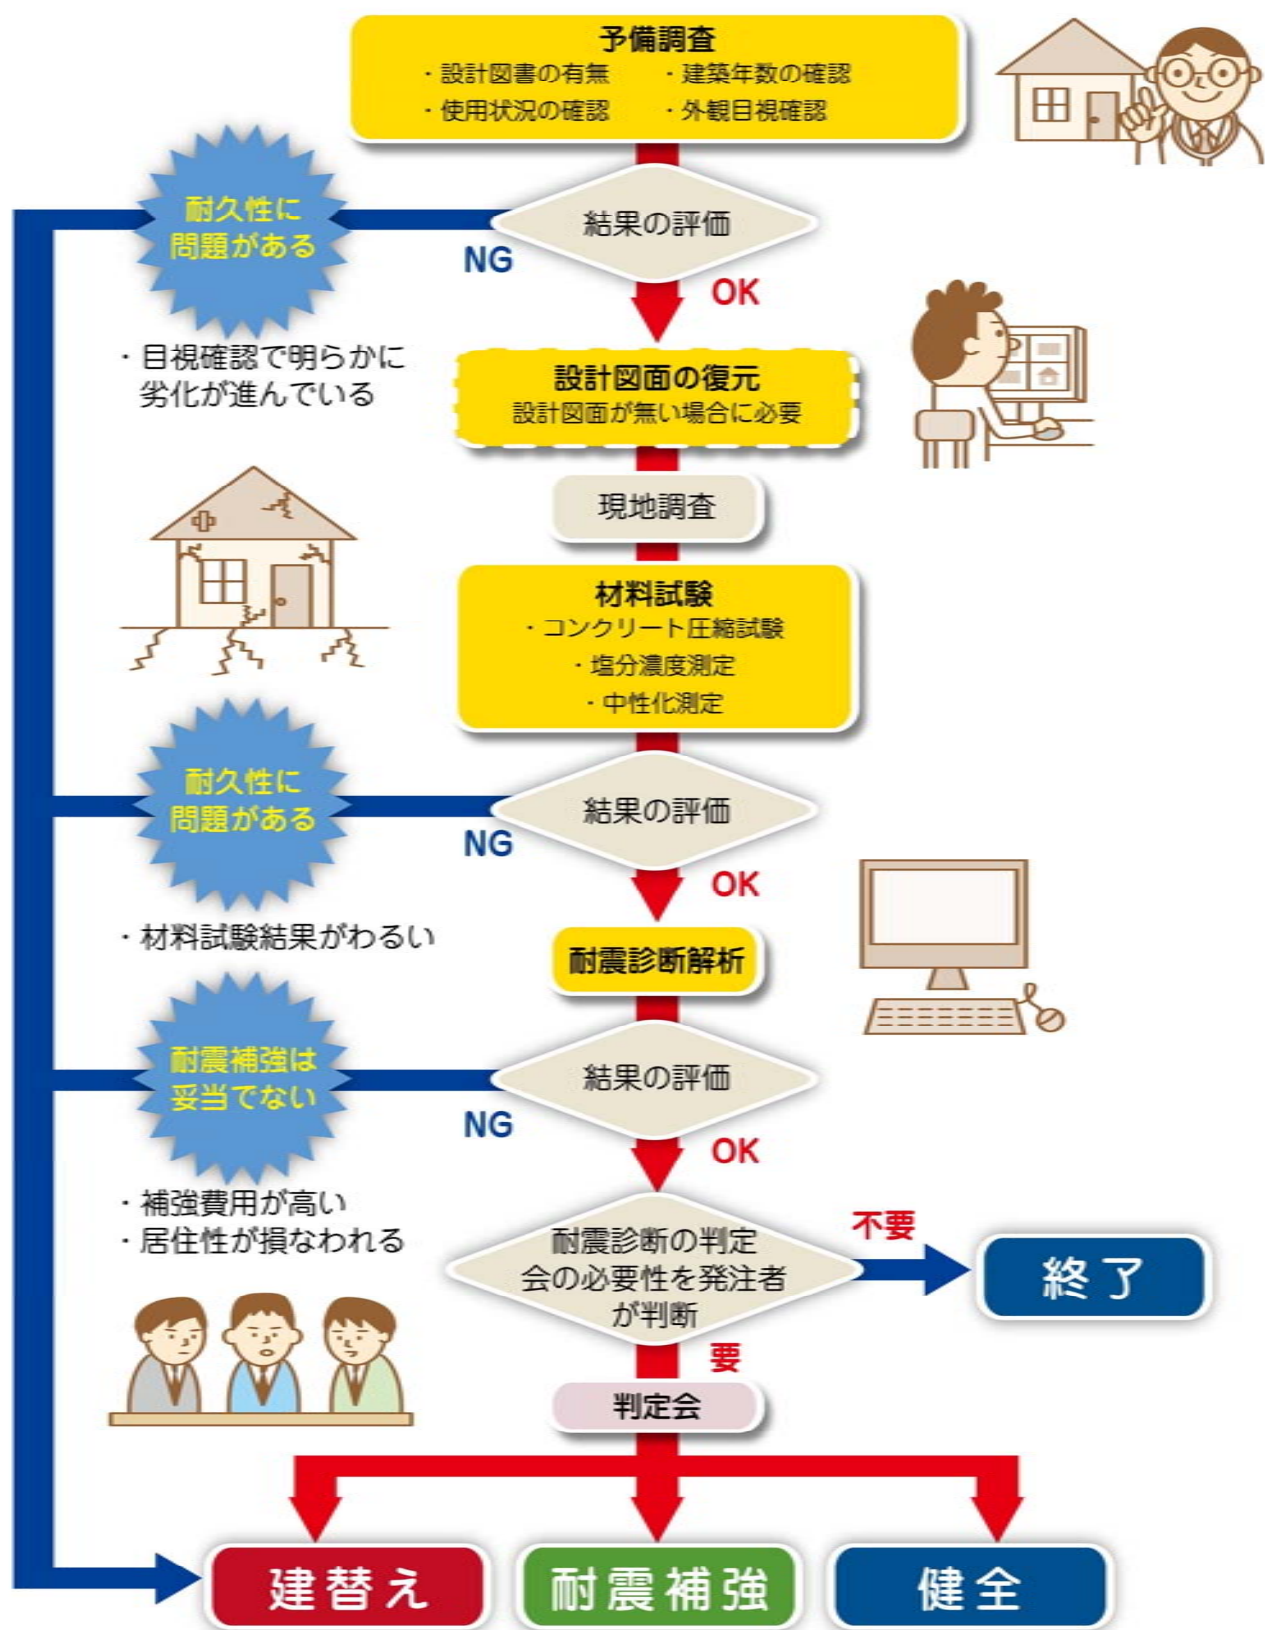 予備調査
・設計図書の有無　・建築年数の確認
・使用状況の確認　・外観目視確認
結果の評価
耐久性に
問題がある
NG
OK
・目視確認で明らかに
劣化が進んでいる
設計図面の復元
設計図面が無い場合に必要
現地調査
材料試験
・コンクリート圧縮試験
・塩分濃度測定
・中性化測定
結果の評価
耐久性に
問題がある
NG
OK
・材料試験結果がわるい
耐震診断解析
結果の評価
耐震補強は
妥当でない
NG
OK
・補強費用が高い
・居住性が損なわれる
耐震診断の判定
会の必要性を発注者
が判断
不要
終了
要
判定会
建替え
耐震補強
健全